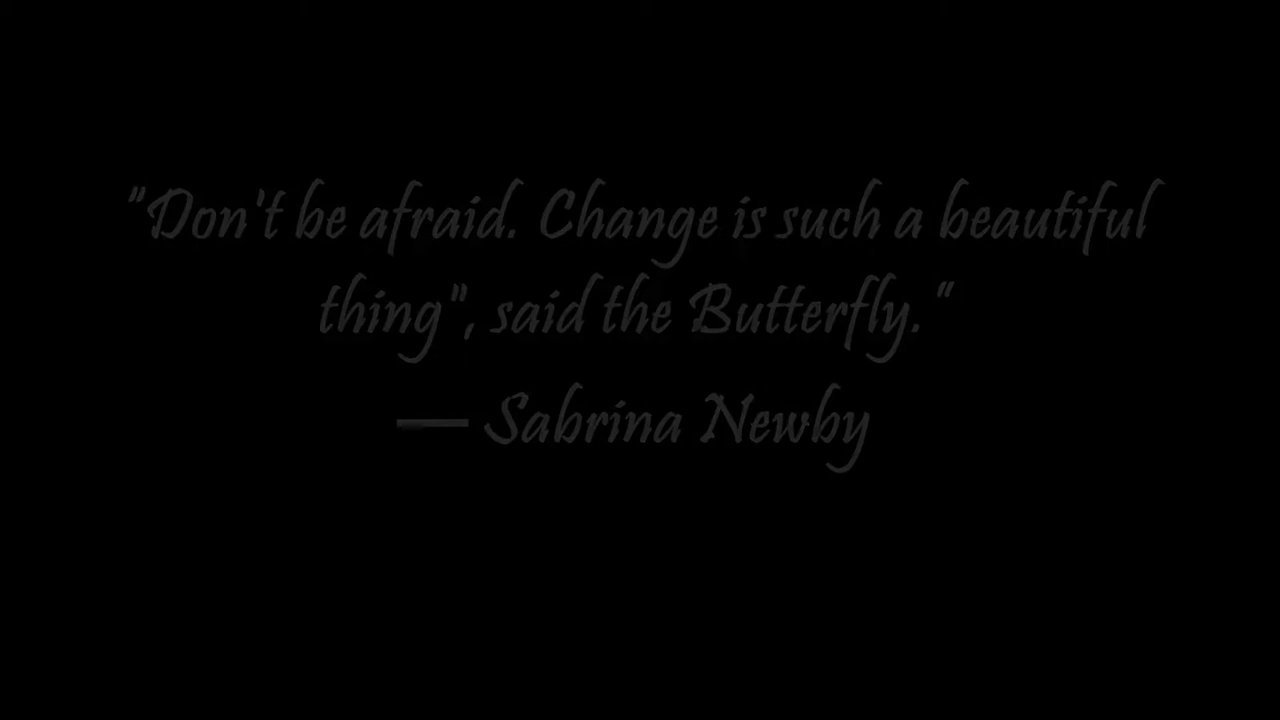 "Don't be afraid. Change is such a beautiful
thing", said the Butterfly."
— Sabrina Newby